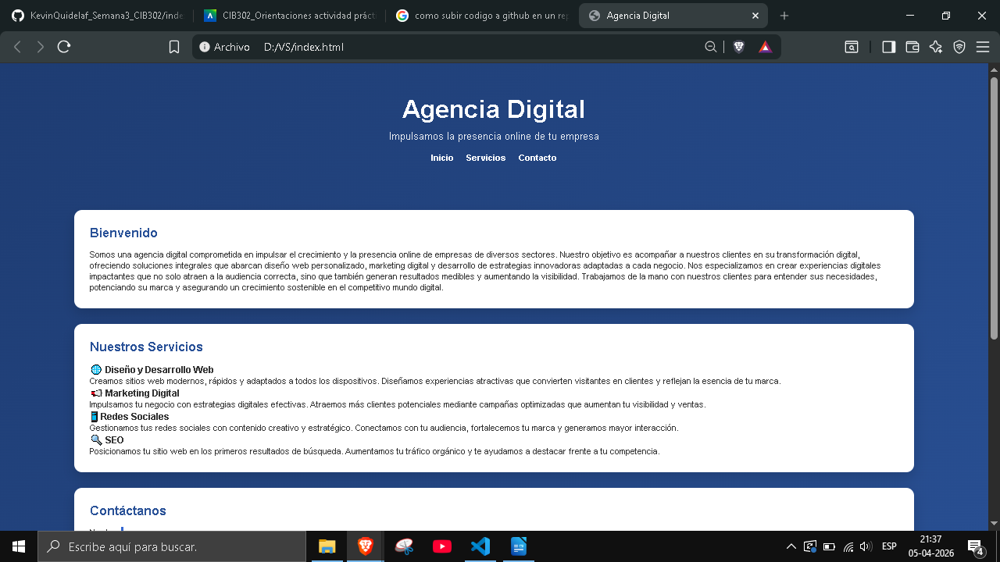 KevinQuidelaf_Semana3_CIB302/inde
CIB302_Orientaciones actividad práct
como subir codigo a github en un rep
Agencia Digital
Archivo
D:/VS/index.html
Agencia Digital
Impulsamos la presencia online de tu empresa
Inicio Servicios Contacto
Bienvenido
Somos una agencia digital comprometida en impulsar el crecimiento y la presencia online de empresas de diversos sectores. Nuestro objetivo es acompañar a nuestros clientes en su transformación digital,
ofreciendo soluciones integrales que abarcan diseño web personalizado, marketing digital y desarrollo de estrategias innovadoras adaptadas a cada negocio. Nos especializamos en crear experiencias digitales
impactantes que no solo atraen a la audiencia correcta, sino que también generan resultados medibles y aumentando la visibilidad. Trabajamos de la mano con nuestros clientes para entender sus necesidades,
potenciando su marca y asegurando un crecimiento sostenible en el competitivo mundo digital.
Nuestros Servicios
Diseño y Desarrollo Web
Creamos sitios web modernos, rápidos y adaptados a todos los dispositivos. Diseñamos experiencias atractivas que convierten visitantes en clientes y reflejan la esencia de tu marca.
Marketing Digital
Impulsamos tu negocio con estrategias digitales efectivas. Atraemos más clientes potenciales mediante campañas optimizadas que aumentan tu visibilidad y ventas.
Redes Sociales
Gestionamos tus redes sociales con contenido creativo y estratégico. Conectamos con tu audiencia, fortalecemos tu marca y generamos mayor interacción.
SEO
Posicionamos tu sitio web en los primeros resultados de búsqueda. Aumentamos tu tráfico orgánico y te ayudamos a destacar frente a tu competencia.
Contáctanos
Escribe aquí para buscar.
ESP
21:37
05-04-2026
4